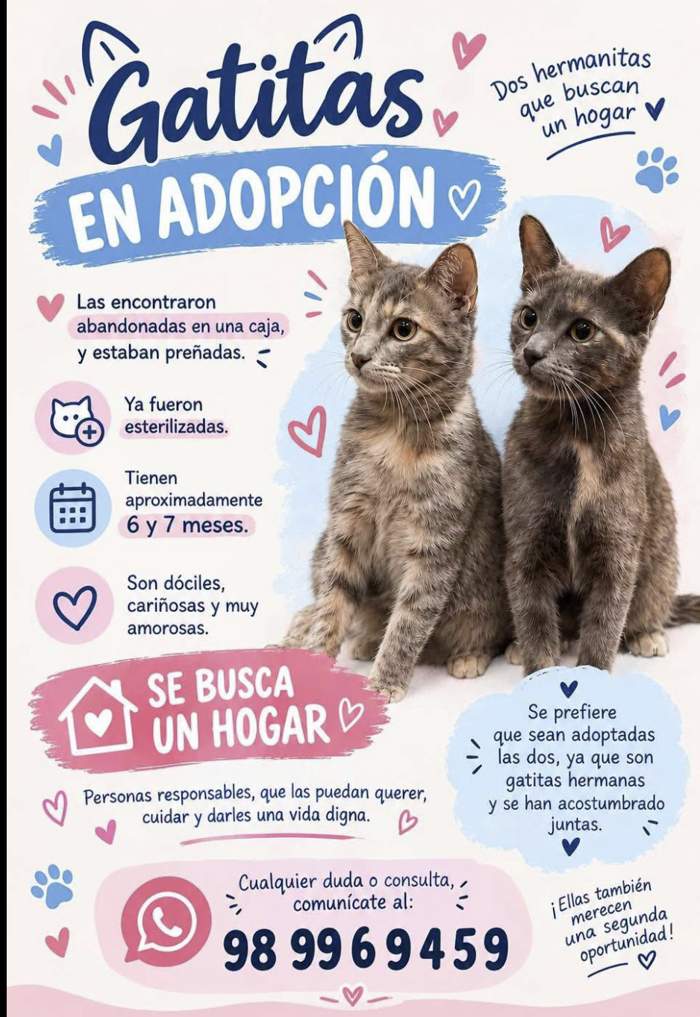 Gatitas
EN ADOPCIÓN
Dos hermanitas
que buscan
un hogar
Las encontraron
abandonadas en una caja,
y estaban preñadas.
Ya fueron
esterilizadas.
Tienen
aproximadamente
6 y 7 meses.
Son dóciles,
cariñosas y muy
amorosas.
SE BUSCA
UN HOGAR
Personas responsables, que las puedan querer,
cuidar y darles una vida digna.
Se prefiere
que sean adoptadas
las dos, ya que son
gatitas hermanas
y se han acostumbrado
juntas.
Cualquier duda o consulta,
comunícate al:
98 9969459
¡Ellas también
merecen
una segunda
oportunidad!